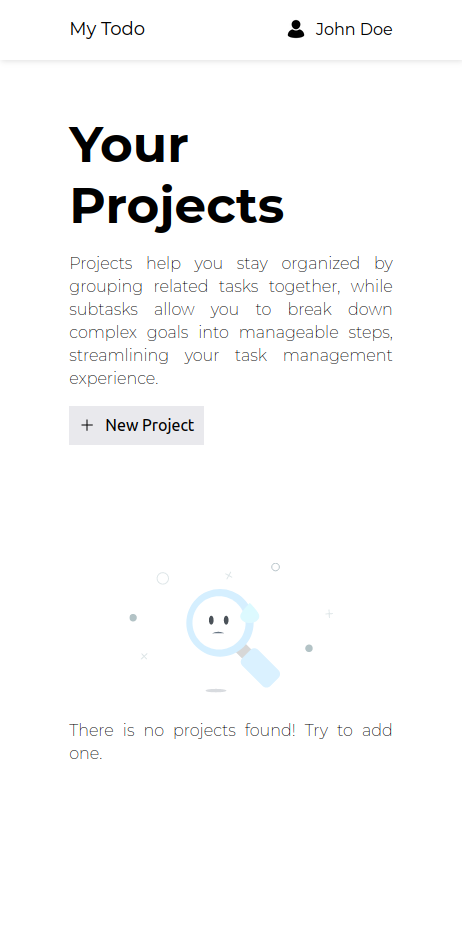 My Todo
John Doe
Your
Projects
Projects help you stay organized by
grouping related tasks together, while
subtasks allow you to break down
complex goals into manageable steps,
streamlining your task management
experience.
New Project
There is no projects found! Try to add
one.